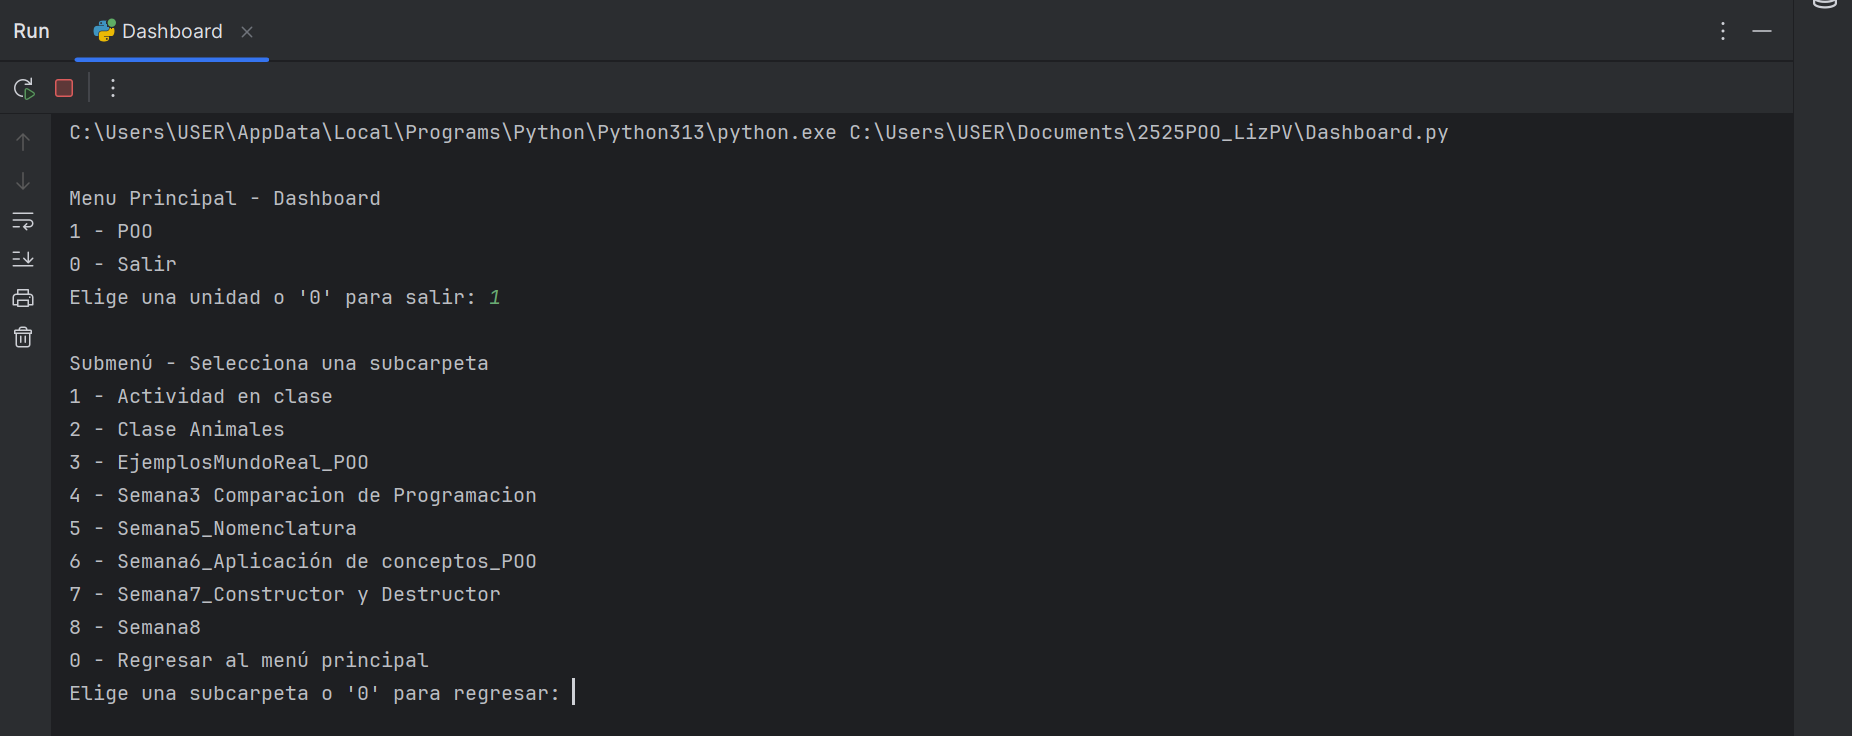 Run
Dashboard
C:\Users\USER\AppData\Local\Programs\Python\Python313\python.exe C:\Users\USER\Documents\2525POO_LizPV\Dashboard.py
Menu Principal - Dashboard
1 - POO
0 - Salir
Elige una unidad o '0' para salir: 1
Submenú - Selecciona una subcarpeta
1 - Actividad en clase
2 - Clase Animales
3 - EjemplosMundoReal_POO
4 - Semana3 Comparacion de Programacion
5 - Semana5_Nomenclatura
6 - Semana6_Aplicación de conceptos_POO
7 - Semana7_Constructor y Destructor
8 - Semana8
0 - Regresar al menú principal
Elige una subcarpeta o '0' para regresar: